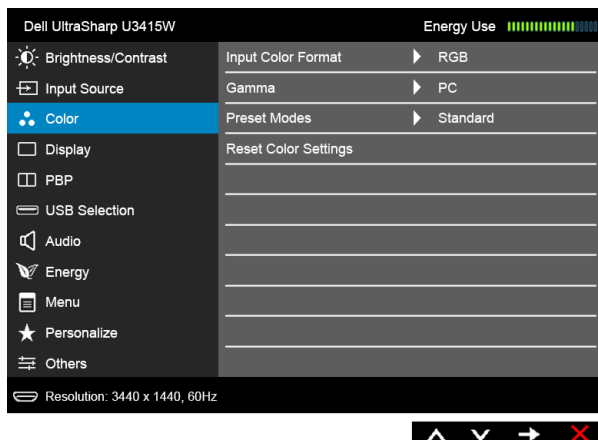 Dell UltraSharp U3415W
Energy Use
Brightness/Contrast
Input Color Format
RGB
Input Source
Gamma
PC
Color
Preset Modes
Standard
Display
Reset Color Settings
PBP
USB Selection
Audio
Energy
Menu
Personalize
Others
Resolution: 3440 x 1440, 60Hz